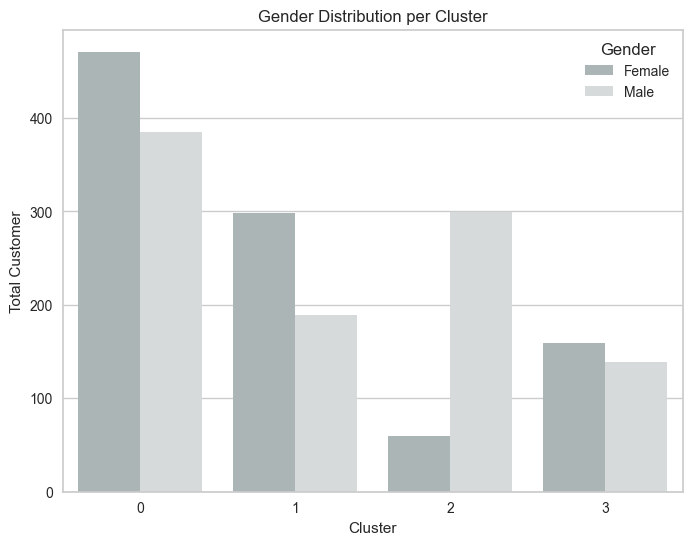 Gender Distribution per Cluster
Gender
Female
Male
Total Customer
400
300
200
100
0
0 1 2 3
Cluster